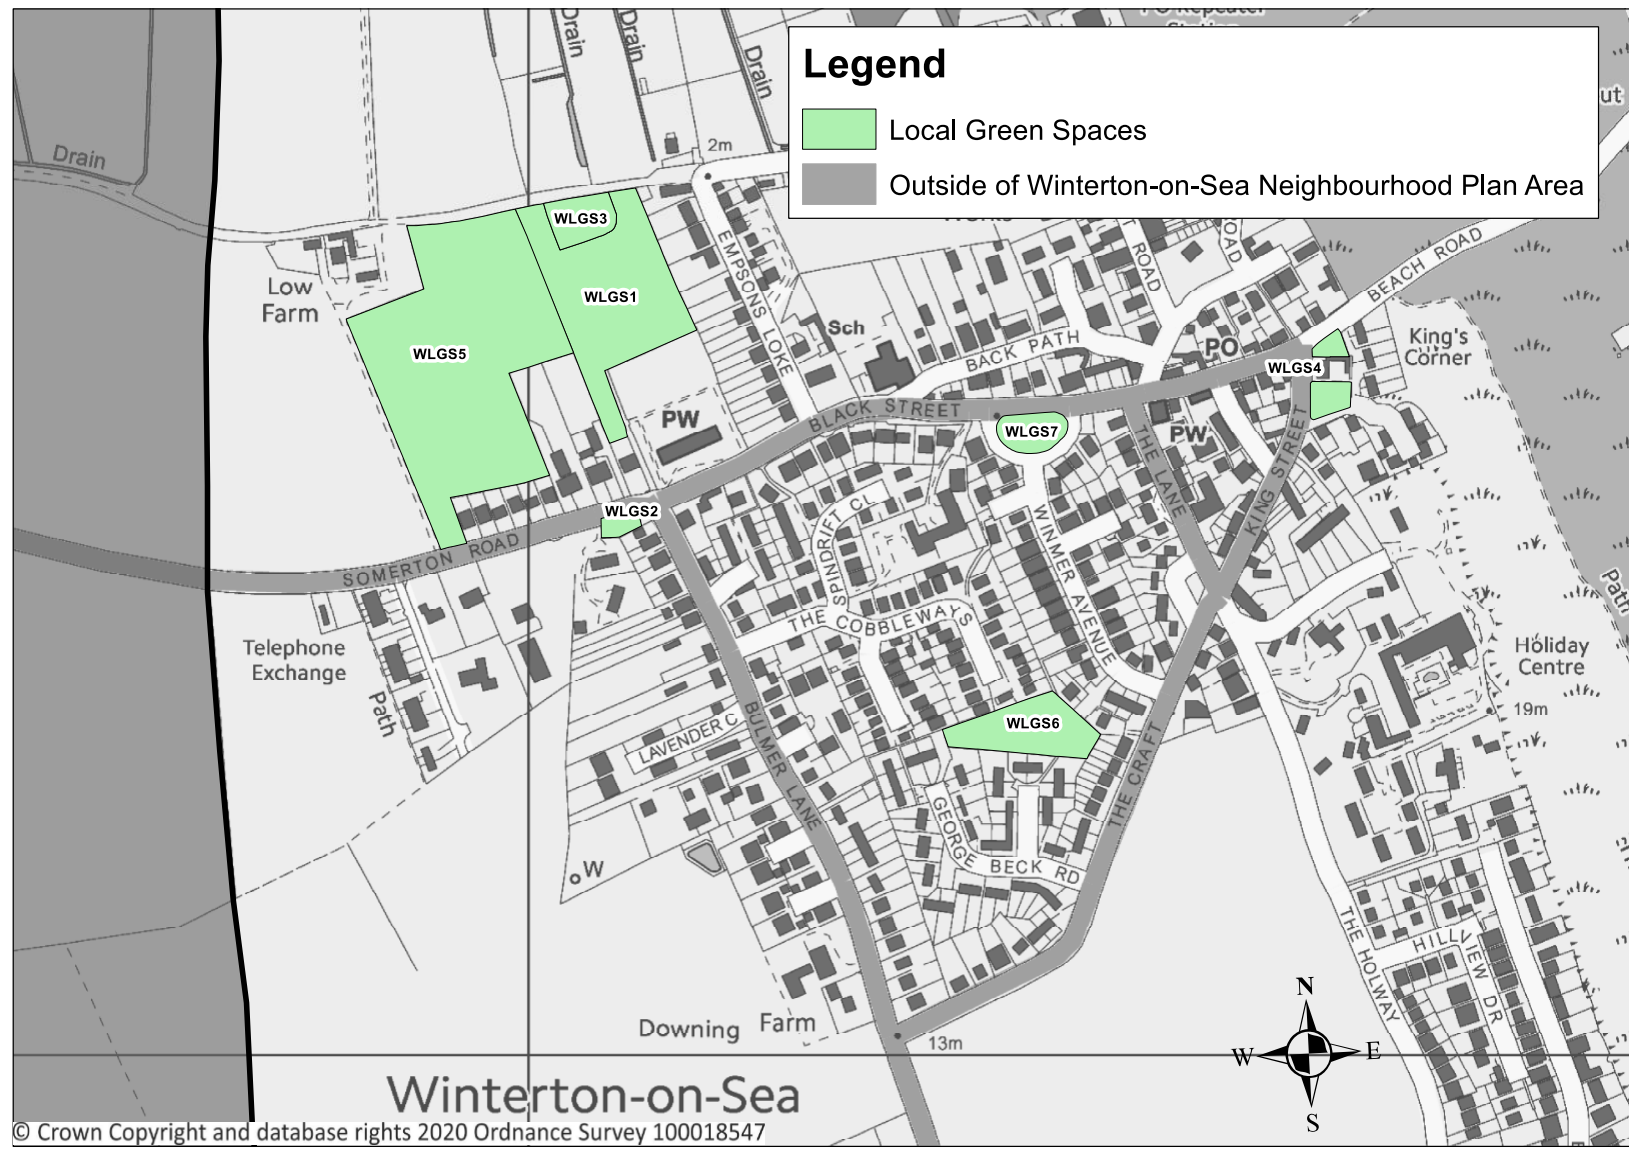 Legend
Local Green Spaces
Outside of Winterton-on-Sea Neighbourhood Plan Area
Drain
Drain
Drain
Drain
2m
WLGS3
EMPSONS LOKE
ROAD
BEACH ROAD
Low
Farm
WLGS1
WLGS5
Sch
BACK PATH
PO
King's
Corner
WLGS4
PW
BLACK STREET
WLGS7
PW
THE LANE
KING STREET
WLGS2
SPINDRIFT CL
WINMER AVENUE
SOMERTON ROAD
THE COBBLEWAYS
Path
Telephone
Exchange
Holiday
Centre
Path
LAVENDER C
BULMER LANE
WLGS6
19m
THE CRAFT
GEORGE BECK RD
W
THE HOLWAY
HILLVIEW DR
Downing Farm
13m
N
W
E
S
Winterton-on-Sea
© Crown Copyright and database rights 2020 Ordnance Survey 100018547